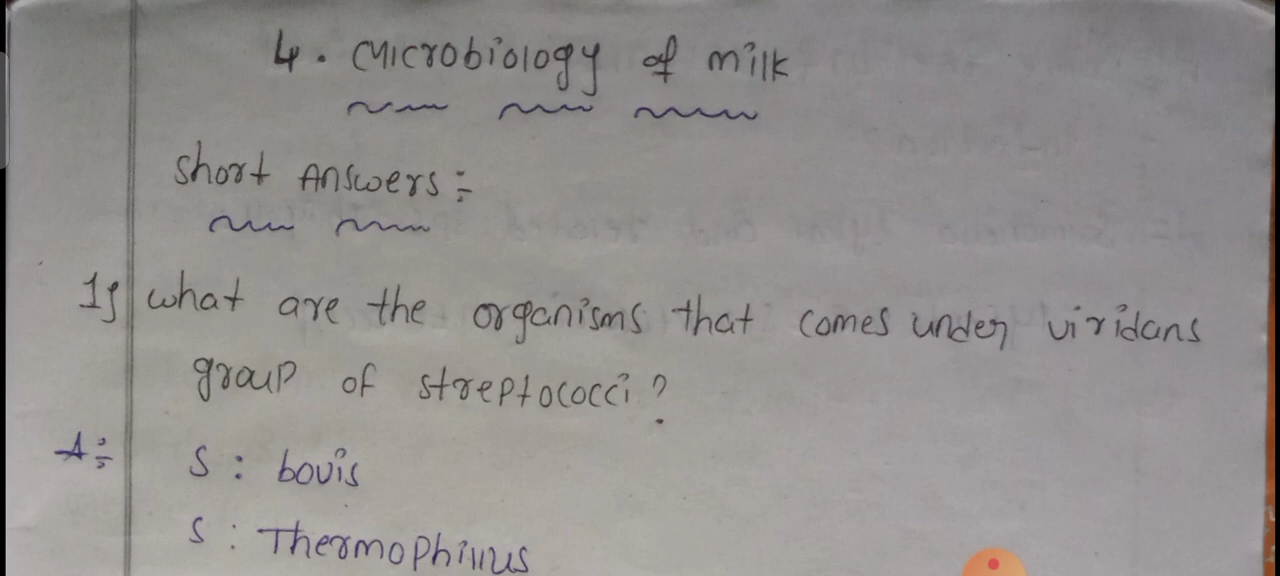 4. Microbiology of milk
Short Answers ÷
1) what are the organisms that comes under viridans
group of streptococci?
A÷ S: bovis
S: Thermophillus